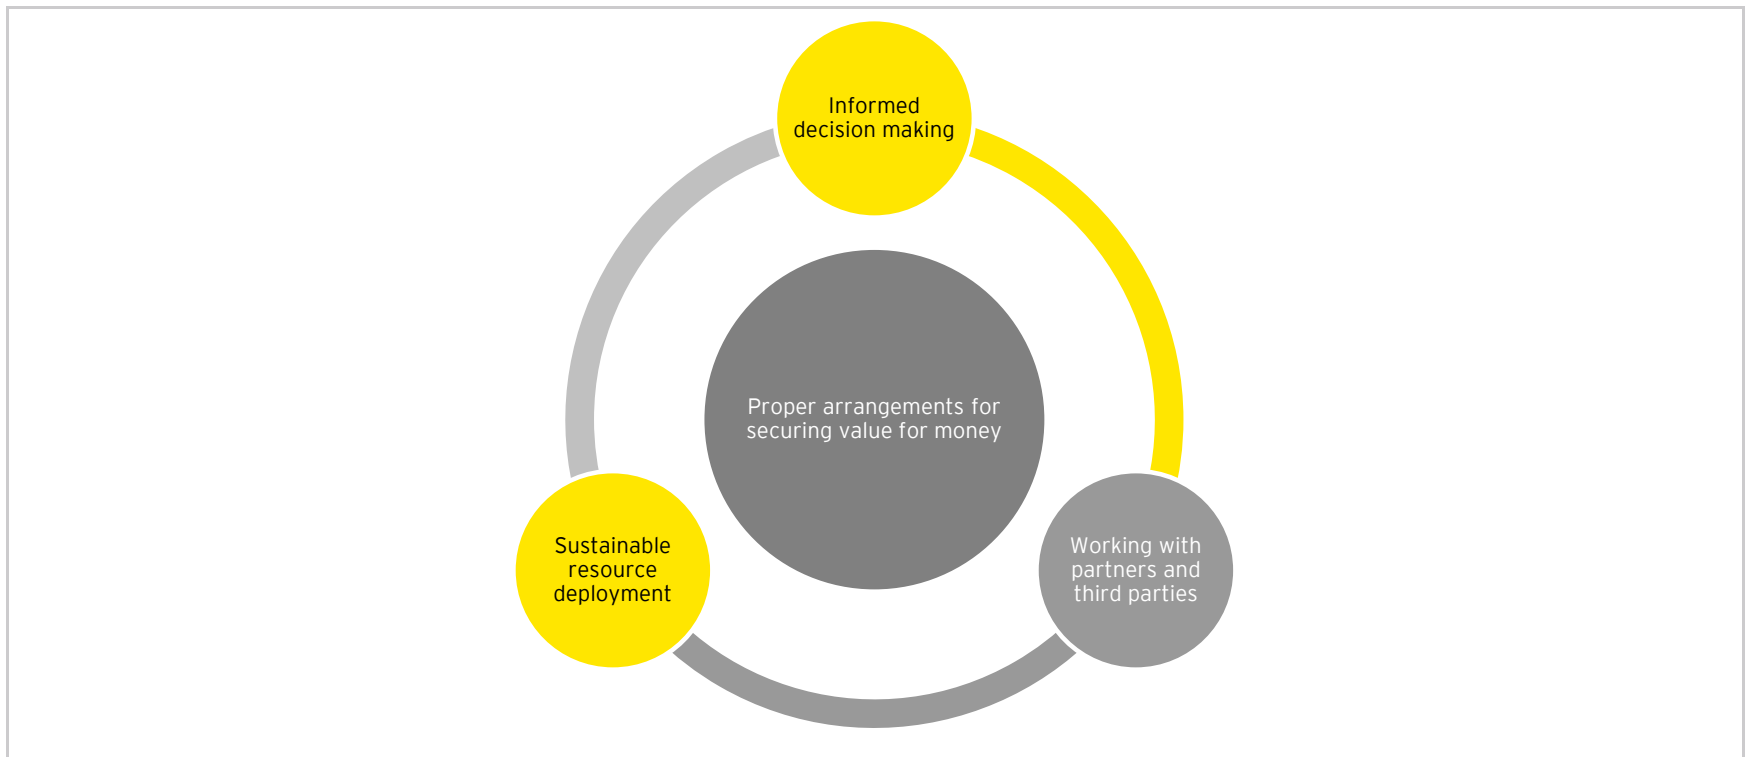 Informed
decision making
Proper arrangements for
securing value for money
Sustainable
resource
deployment
Working with
partners and
third parties